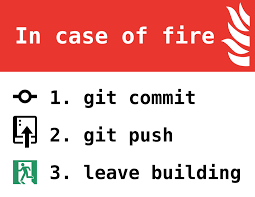 In case of fire
1. git commit
2. git push
3. leave building